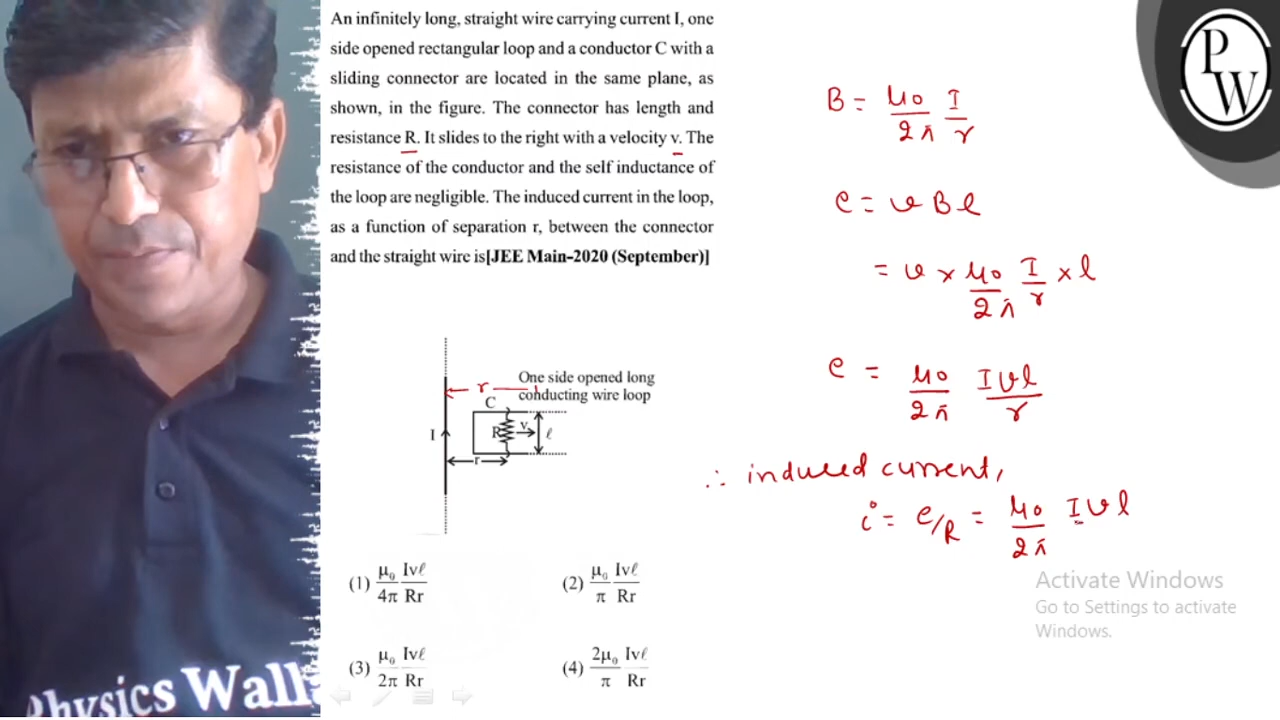 An infinitely long, straight wire carrying current I, one
side opened rectangular loop and a conductor C with a
sliding connector are located in the same plane, as
shown, in the figure. The connector has length and
resistance R. It slides to the right with a velocity v. The
resistance of the conductor and the self inductance of
the loop are negligible. The induced current in the loop,
as a function of separation r, between the connector
and the straight wire is[JEE Main-2020 (September)]
r
One side opened long
conducting wire loop
C
I
R
v
ℓ
r
(1) μ₀/4π Ivℓ/Rr
(2) μ₀/π Ivℓ/Rr
(3) μ₀/2π Ivℓ/Rr
(4) 2μ₀/π Ivℓ/Rr
B = μ₀/2π I/r
e = vBl
= v × μ₀/2π I/r × l
e = μ₀/2π Ivl/r
∴ induced current,
i = e/R = μ₀/2π Ivl
Activate Windows
Go to Settings to activate
Windows.
PW
Physics Wall